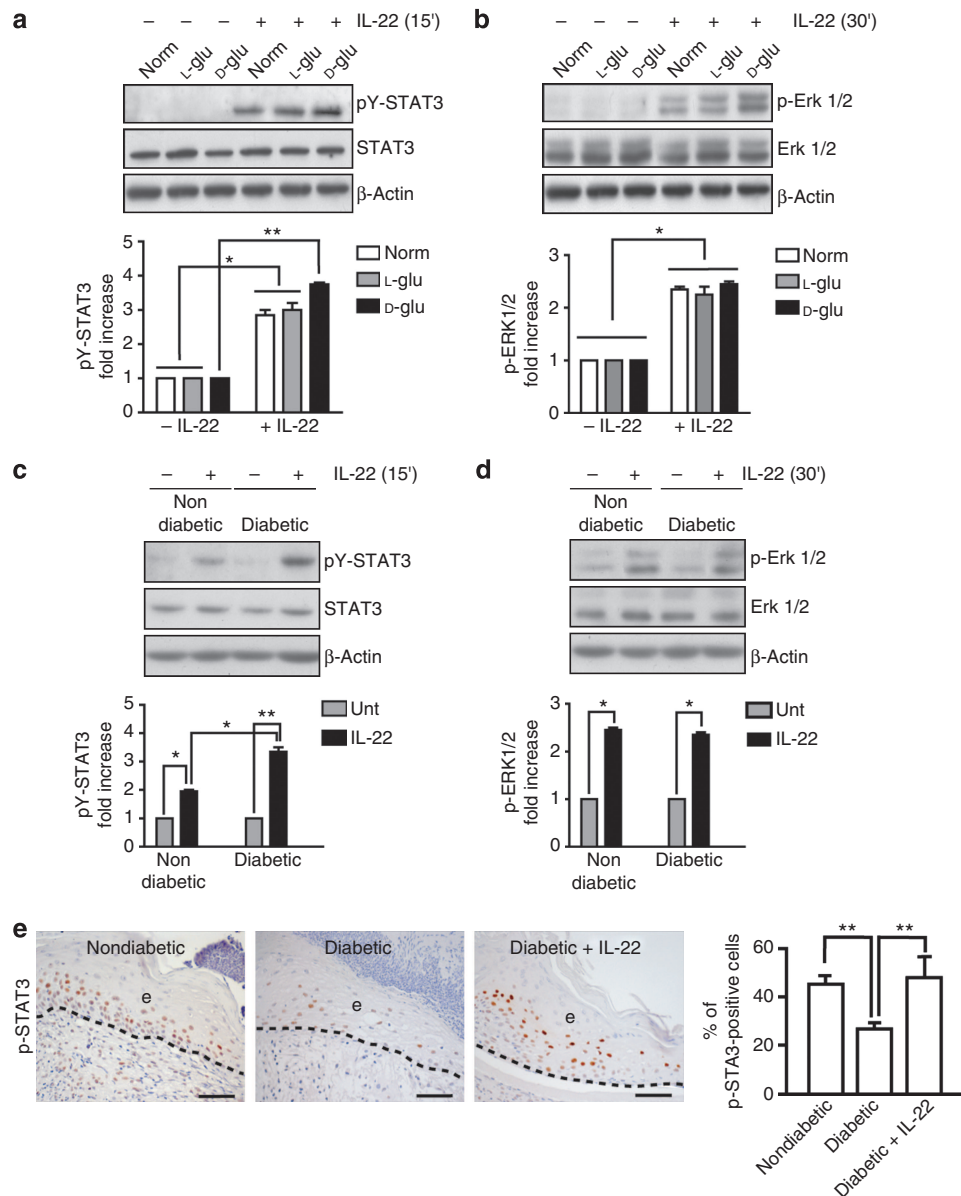 a
– – – + + + IL-22 (15′)
Norm L-glu D-glu Norm L-glu D-glu
pY-STAT3
STAT3
β-Actin
pY-STAT3
fold increase
5
4
3
2
1
0
* **
– IL-22 + IL-22
Norm
L-glu
D-glu
b
– – – + + + IL-22 (30′)
Norm L-glu D-glu Norm L-glu D-glu
p-Erk 1/2
Erk 1/2
β-Actin
p-ERK1/2
fold increase
3
2
1
0
*
– IL-22 + IL-22
Norm
L-glu
D-glu
c
– + – + IL-22 (15′)
Non
diabetic Diabetic
pY-STAT3
STAT3
β-Actin
pY-STAT3
fold increase
5
4
3
2
1
0
* * **
Non
diabetic
Diabetic
Unt
IL-22
d
– + – + IL-22 (30′)
Non
diabetic Diabetic
p-Erk 1/2
Erk 1/2
β-Actin
p-ERK1/2
fold increase
3
2
1
0
* *
Non
diabetic
Diabetic
Unt
IL-22
e
p-STAT3
Nondiabetic
e
Diabetic
e
Diabetic + IL-22
e
% of
p-STA3-positive cells
60
40
20
0
** **
Nondiabetic
Diabetic
Diabetic + IL-22